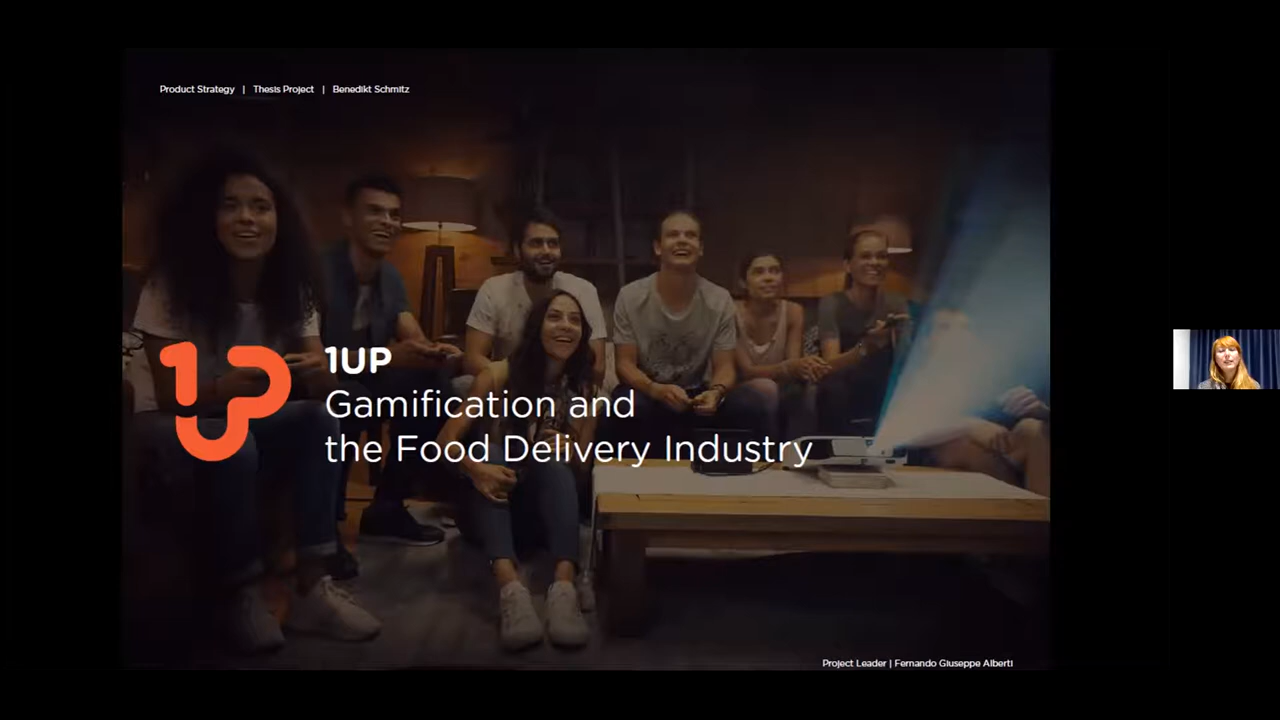 Product Strategy | Thesis Project | Benedikt Schmitz
1UP
1UP
Gamification and
the Food Delivery Industry
Project Leader | Fernando Giuseppe Alberti